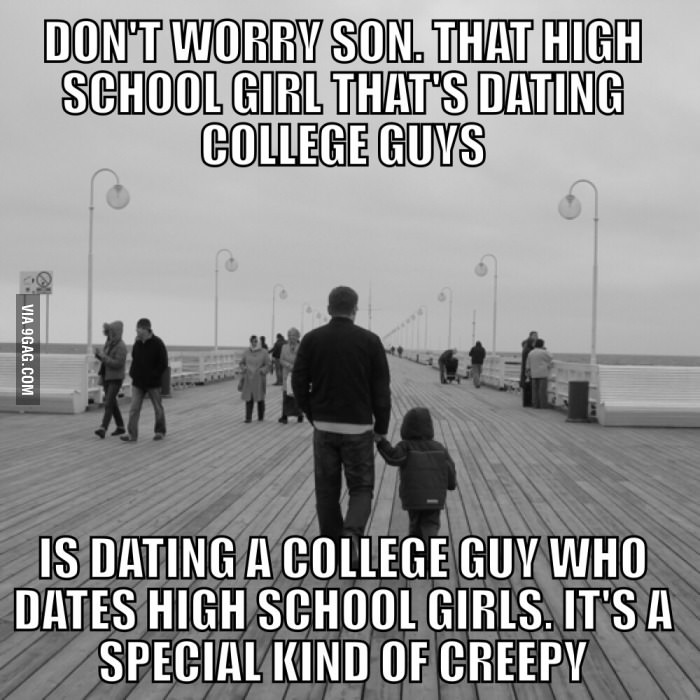 DON'T WORRY SON. THAT HIGH
SCHOOL GIRL THAT'S DATING
COLLEGE GUYS
VIA 9GAG.COM
IS DATING A COLLEGE GUY WHO
DATES HIGH SCHOOL GIRLS. IT'S A
SPECIAL KIND OF CREEPY